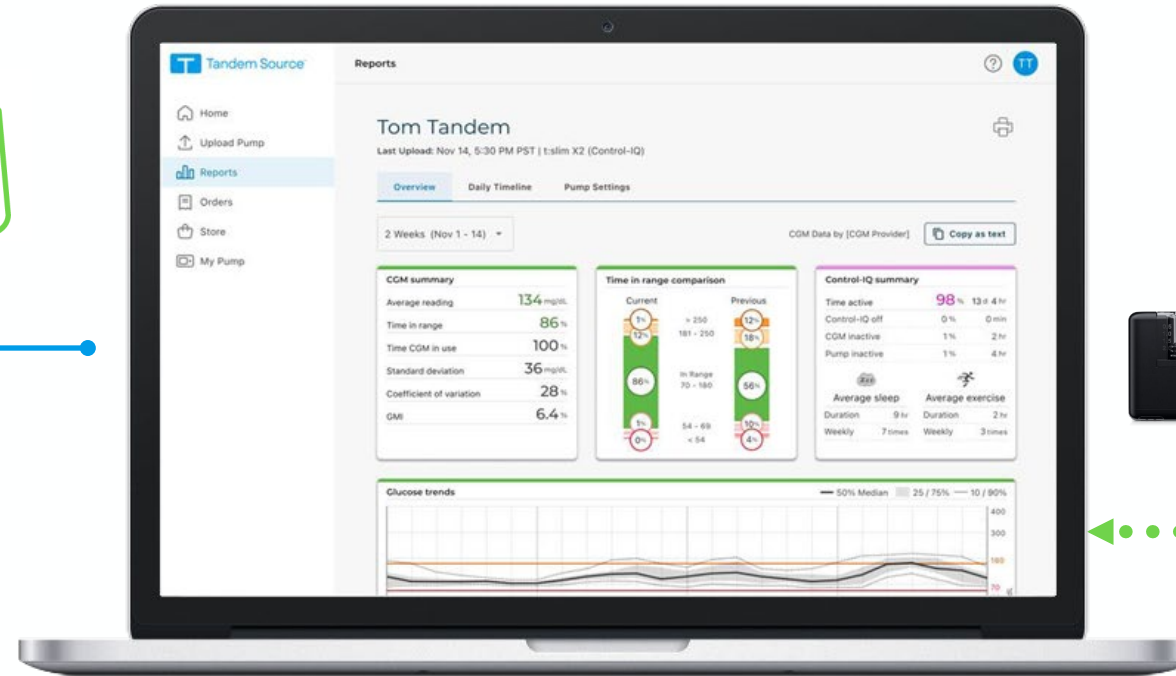 Tandem Source
Reports
TT
Home
Upload Pump
Reports
Orders
Store
My Pump
Tom Tandem
Last Upload: Nov 14, 5:30 PM PST | t:slim X2 (Control-IQ)
Overview Daily Timeline Pump Settings
2 Weeks (Nov 1 - 14)
CGM Data by [CGM Provider]
Copy as text
CGM summary
Average reading 134 mg/dL
Time in range 86 %
Time CGM in use 100 %
Standard deviation 36 mg/dL
Coefficient of variation 28 %
GMI 6.4 %
Time in range comparison
Current Previous
1% > 250 12%
12% 181 - 250 18%
86% In Range 70 - 180 56%
1% 54 - 69 10%
0% < 54 4%
Control-IQ summary
Time active 98 % 13 d 4 hr
Control-IQ off 0 % 0 min
CGM inactive 1 % 2 hr
Pump inactive 1 % 4 hr
Average sleep Average exercise
Duration 9 hr Duration 2 hr
Weekly 7 times Weekly 3 times
Glucose trends
50% Median 25 / 75% 10 / 90%
400
300
180
70